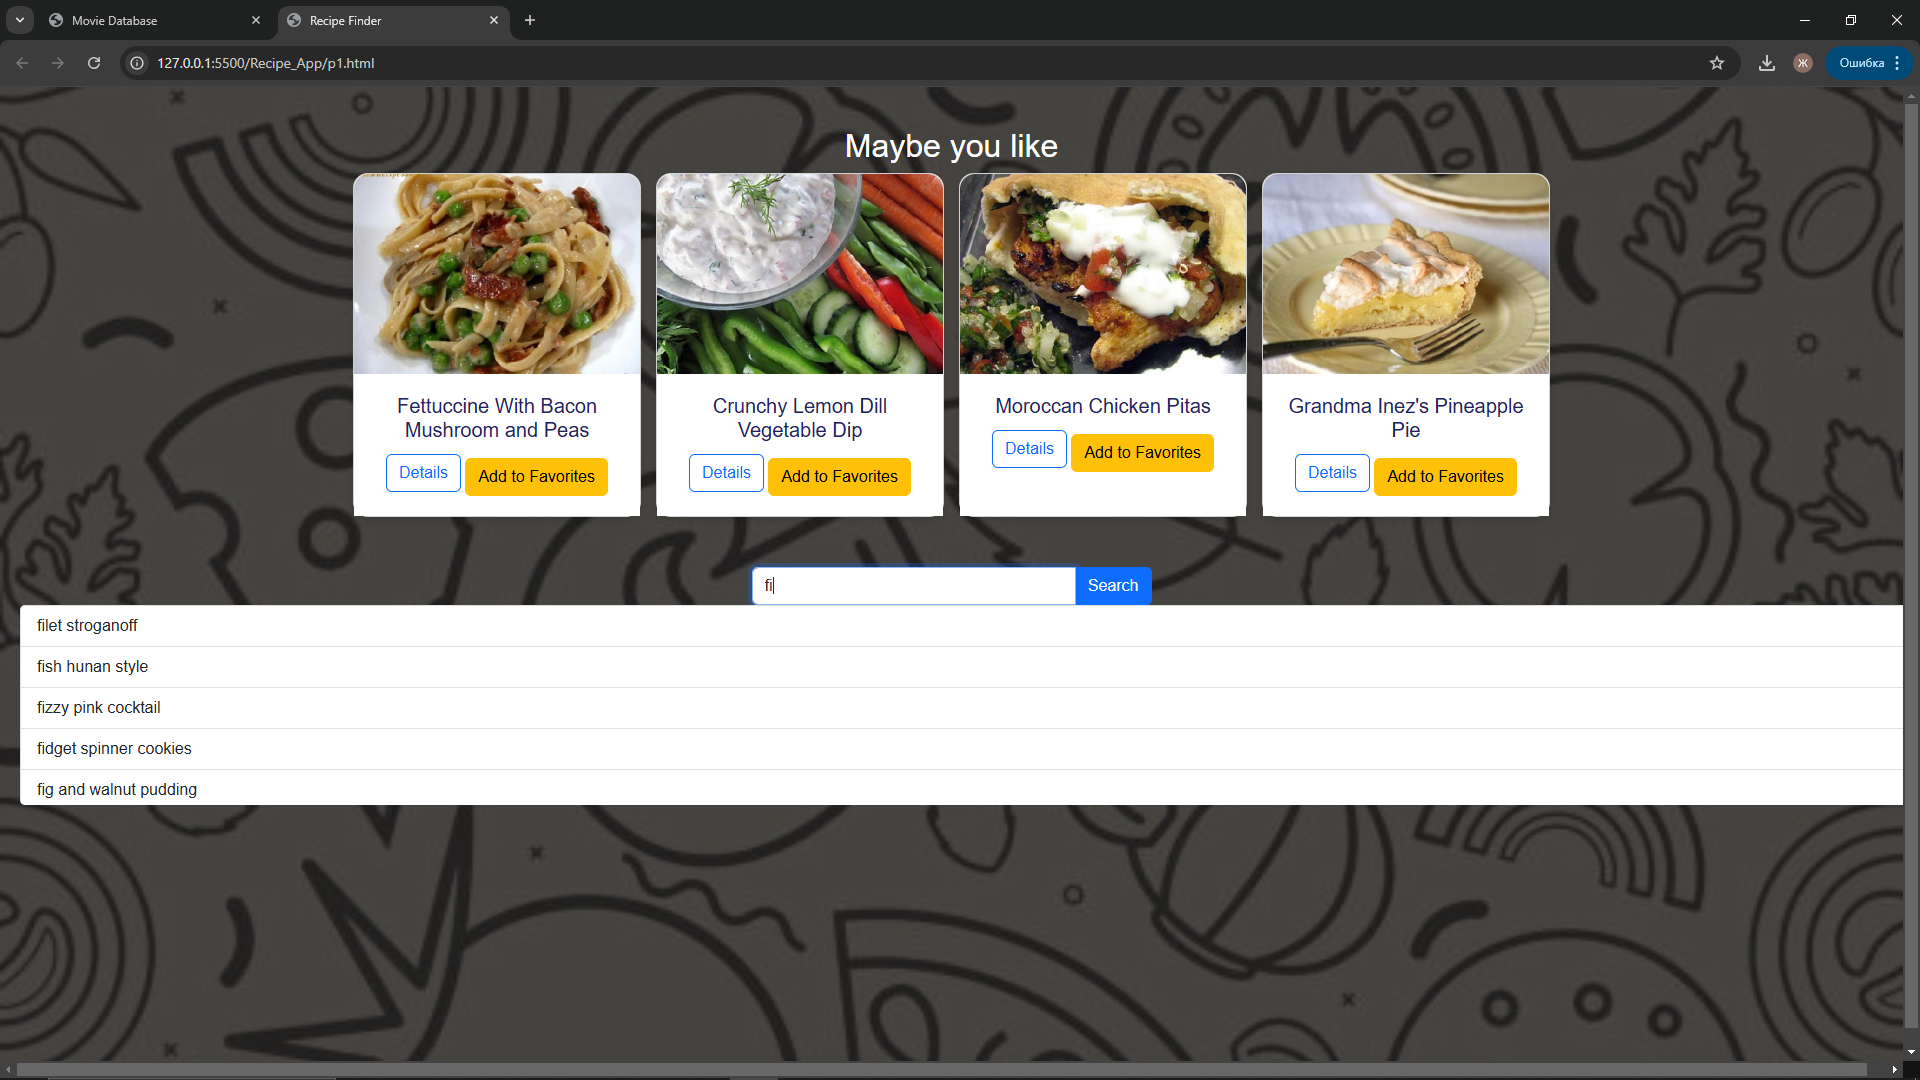 Movie Database
Recipe Finder
127.0.0.1:5500/Recipe_App/p1.html
Ж
Ошибка
Maybe you like
Fettuccine With Bacon
Mushroom and Peas
Details
Add to Favorites
Crunchy Lemon Dill
Vegetable Dip
Details
Add to Favorites
Moroccan Chicken Pitas
Details
Add to Favorites
Grandma Inez's Pineapple
Pie
Details
Add to Favorites
fi
Search
filet stroganoff
fish hunan style
fizzy pink cocktail
fidget spinner cookies
fig and walnut pudding